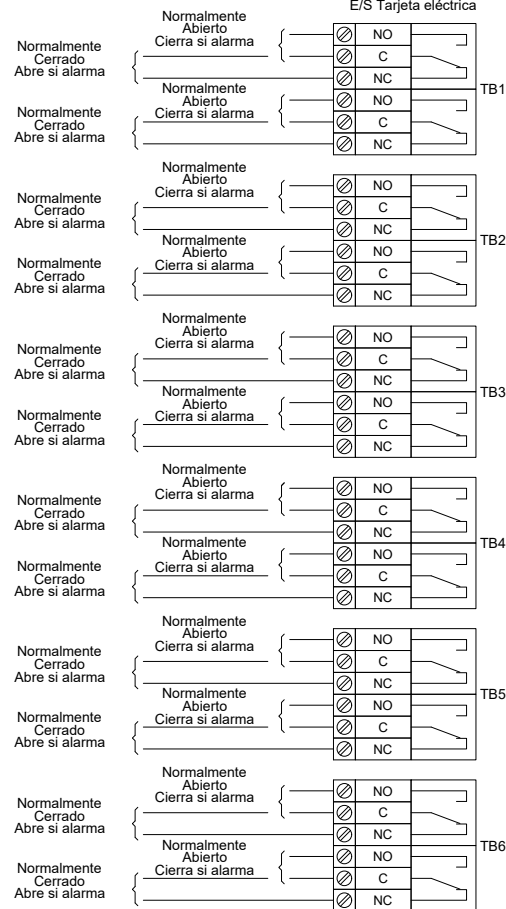 E/S Tarjeta eléctrica
Normalmente
Abierto
Cierra si alarma
Normalmente
Cerrado
Abre si alarma
NO
C
NC
Normalmente
Abierto
Cierra si alarma
Normalmente
Cerrado
Abre si alarma
NO
C
NC
TB1
Normalmente
Abierto
Cierra si alarma
Normalmente
Cerrado
Abre si alarma
NO
C
NC
Normalmente
Abierto
Cierra si alarma
Normalmente
Cerrado
Abre si alarma
NO
C
NC
TB2
Normalmente
Abierto
Cierra si alarma
Normalmente
Cerrado
Abre si alarma
NO
C
NC
Normalmente
Abierto
Cierra si alarma
Normalmente
Cerrado
Abre si alarma
NO
C
NC
TB3
Normalmente
Abierto
Cierra si alarma
Normalmente
Cerrado
Abre si alarma
NO
C
NC
Normalmente
Abierto
Cierra si alarma
Normalmente
Cerrado
Abre si alarma
NO
C
NC
TB4
Normalmente
Abierto
Cierra si alarma
Normalmente
Cerrado
Abre si alarma
NO
C
NC
Normalmente
Abierto
Cierra si alarma
Normalmente
Cerrado
Abre si alarma
NO
C
NC
TB5
Normalmente
Abierto
Cierra si alarma
Normalmente
Cerrado
Abre si alarma
NO
C
NC
Normalmente
Abierto
Cierra si alarma
Normalmente
Cerrado
Abre si alarma
NO
C
NC
TB6